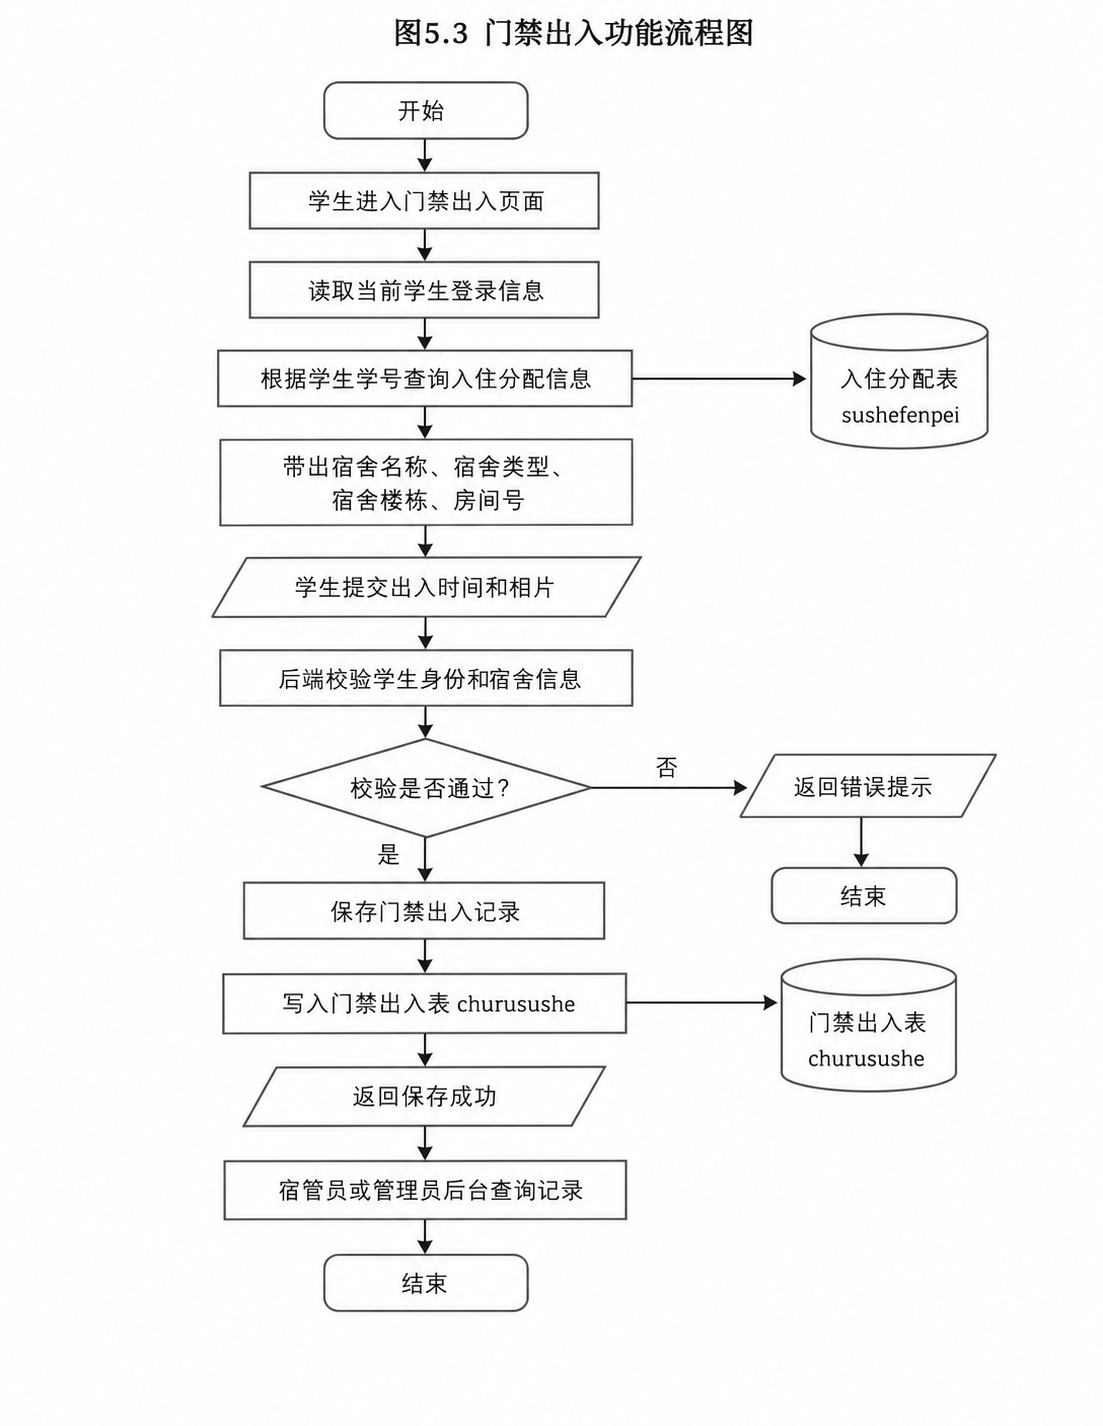 图5.3 门禁出入功能流程图
开始
学生进入门禁出入页面
读取当前学生登录信息
根据学生学号查询入住分配信息
入住分配表
sushefenpei
带出宿舍名称、宿舍类型、
宿舍楼栋、房间号
学生提交出入时间和相片
后端校验学生身份和宿舍信息
校验是否通过?
否
返回错误提示
结束
是
保存门禁出入记录
写入门禁出入表 churusushe
门禁出入表
churusushe
返回保存成功
宿管员或管理员后台查询记录
结束